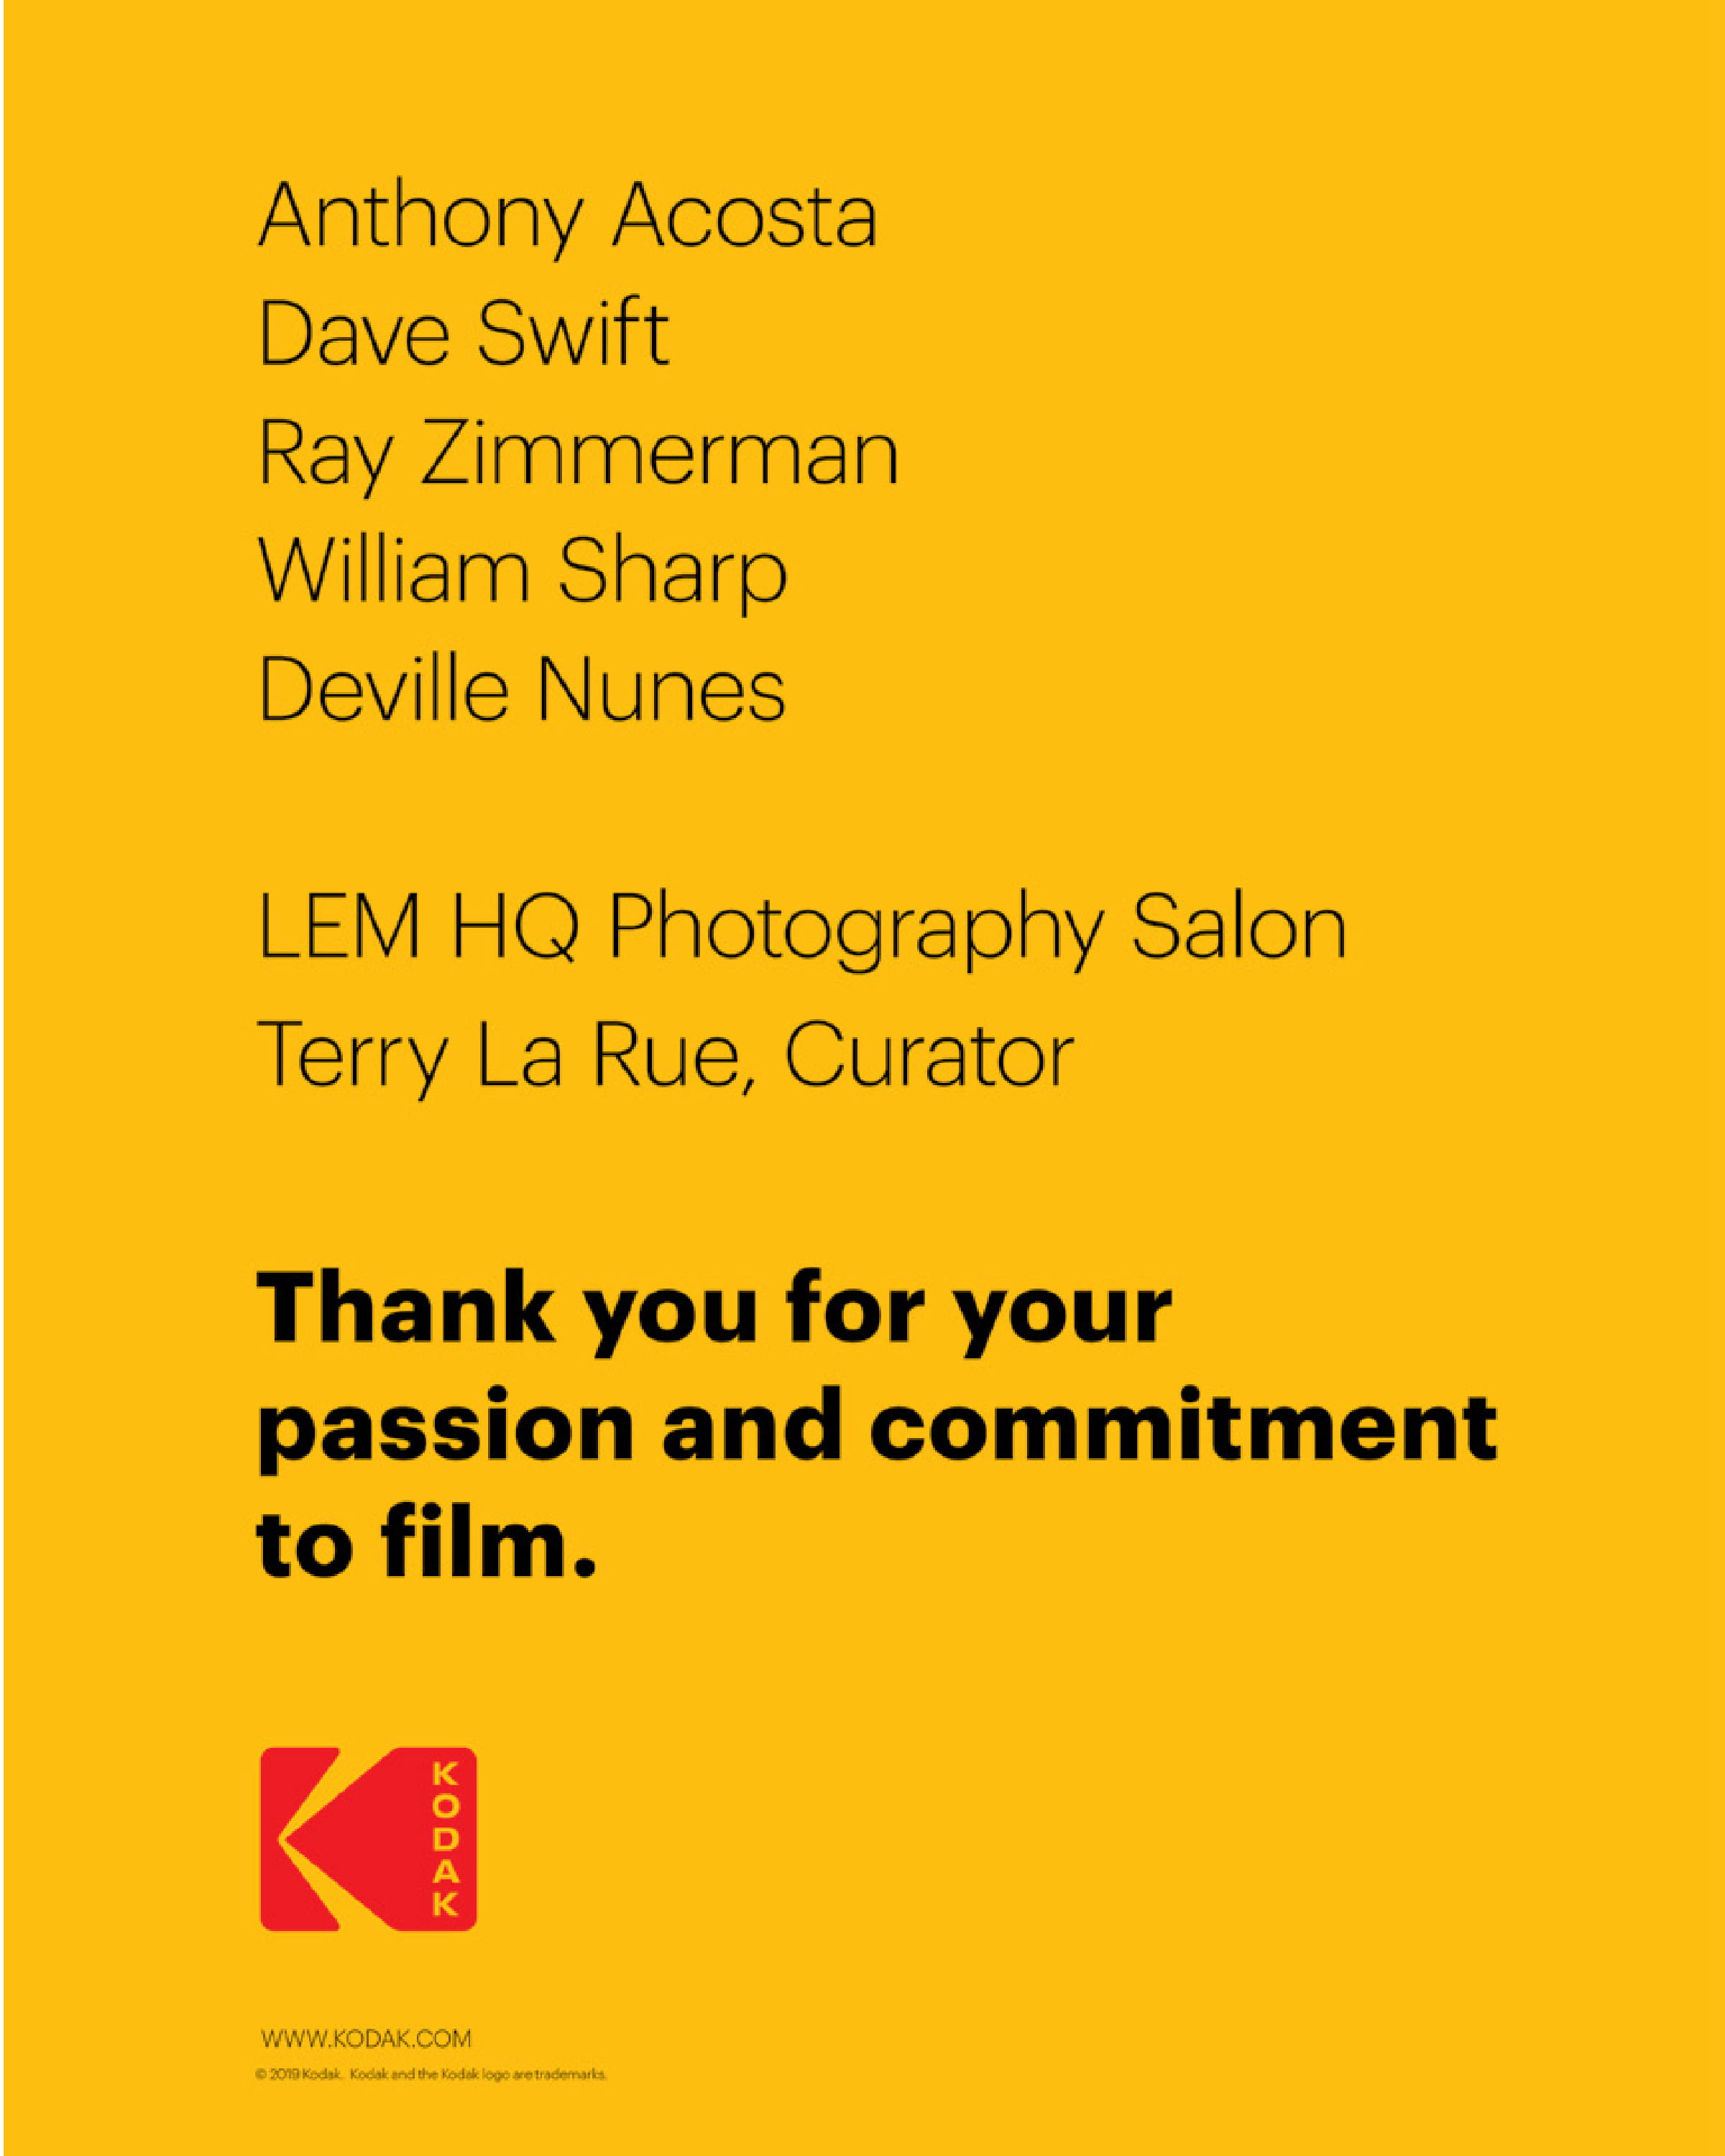 Anthony Acosta
Dave Swift
Ray Zimmerman
William Sharp
Deville Nunes
LEM HQ Photography Salon
Terry La Rue, Curator
Thank you for your
passion and commitment
to film.
KODAK
WWW.KODAK.COM
© 2019 Kodak. Kodak and the Kodak logo are trademarks.